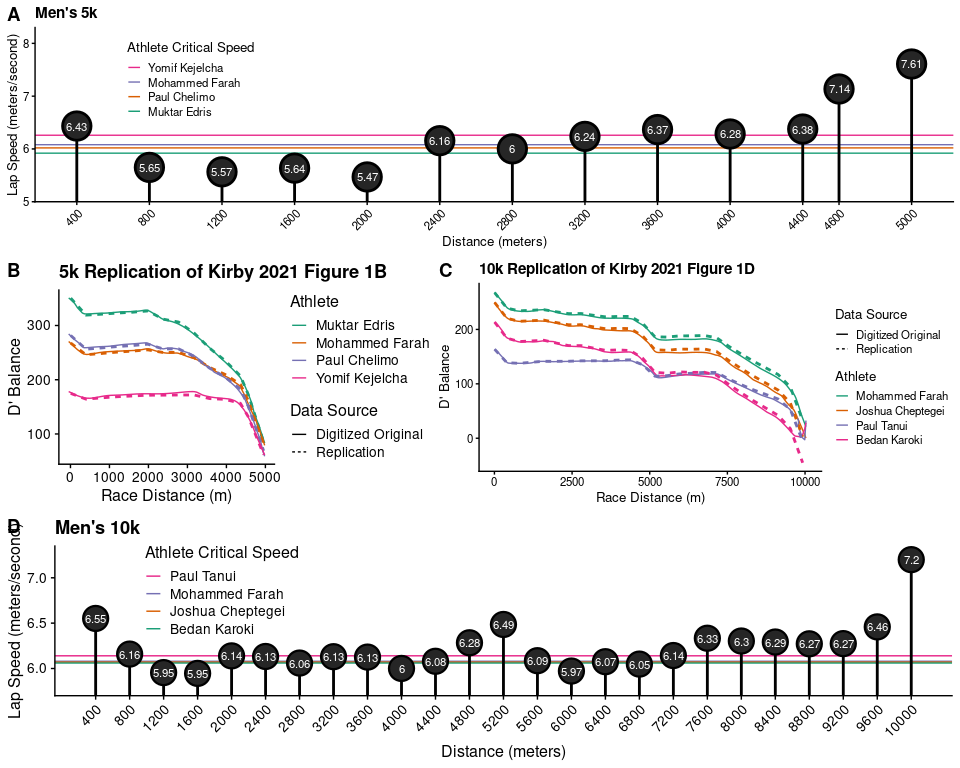 A Men's 5k
Lap Speed (meters/second)
8
7
6
5
Athlete Critical Speed
Yomif Kejelcha
Mohammed Farah
Paul Chelimo
Muktar Edris
6.43 5.65 5.57 5.64 5.47 6.16 6 6.24 6.37 6.28 6.38 7.14 7.61
400 800 1200 1600 2000 2400 2800 3200 3600 4000 4400 4600 5000
Distance (meters)
B 5k Replication of Kirby 2021 Figure 1B
D' Balance
300
200
100
0 1000 2000 3000 4000 5000
Race Distance (m)
Athlete
Muktar Edris
Mohammed Farah
Paul Chelimo
Yomif Kejelcha
Data Source
Digitized Original
Replication
C 10k Replication of Kirby 2021 Figure 1D
D' Balance
200
100
0
0 2500 5000 7500 10000
Race Distance (m)
Data Source
Digitized Original
Replication
Athlete
Mohammed Farah
Joshua Cheptegei
Paul Tanui
Bedan Karoki
D Men's 10k
Lap Speed (meters/second)
7.0
6.5
6.0
Athlete Critical Speed
Paul Tanui
Mohammed Farah
Joshua Cheptegei
Bedan Karoki
6.55 6.16 5.95 5.95 6.14 6.13 6.06 6.13 6.13 6 6.08 6.28 6.49 6.09 5.97 6.07 6.05 6.14 6.33 6.3 6.29 6.27 6.27 6.46 7.2
400 800 1200 1600 2000 2400 2800 3200 3600 4000 4400 4800 5200 5600 6000 6400 6800 7200 7600 8000 8400 8800 9200 9600 10000
Distance (meters)